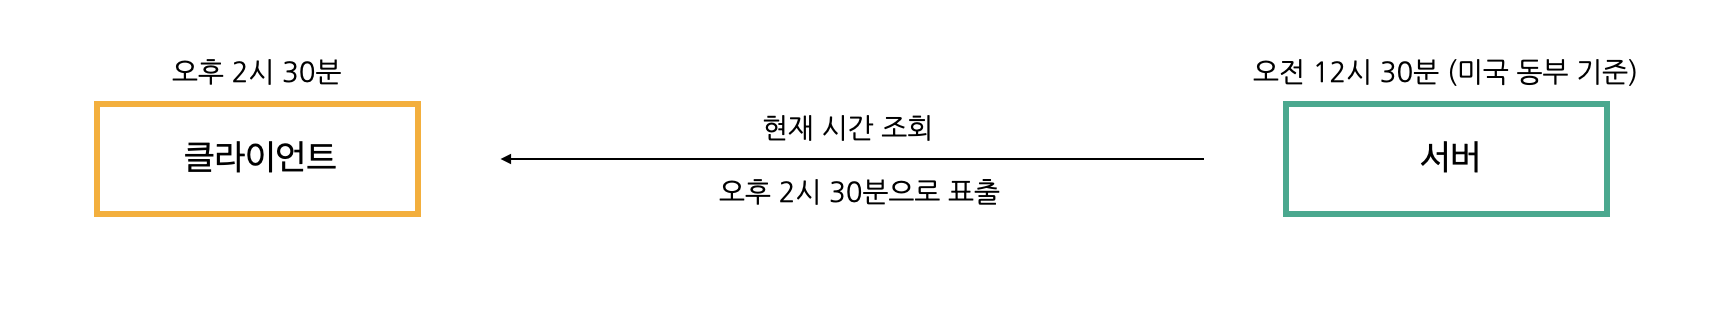 오후 2시 30분
클라이언트
현재 시간 조회
오후 2시 30분으로 표출
오전 12시 30분 (미국 동부 기준)
서버